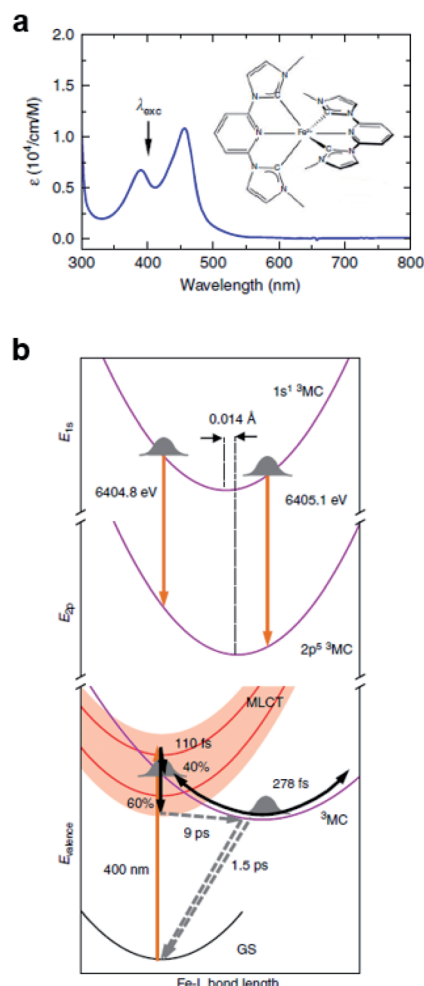 a
2.0
1.5
1.0
0.5
0.0
ε (10⁴/cm/M)
λexc
N
N
C
N
Fe²⁺
C
N
N
N
C
N
N
C
N
N
300 400 500 600 700 800
Wavelength (nm)
b
1s¹ ³MC
0.014 Å
E1s
6404.8 eV
6405.1 eV
E2p
2p⁵ ³MC
MLCT
110 fs
40%
278 fs
60%
³MC
9 ps
Evalence
400 nm
1.5 ps
GS
Fe-L bond length